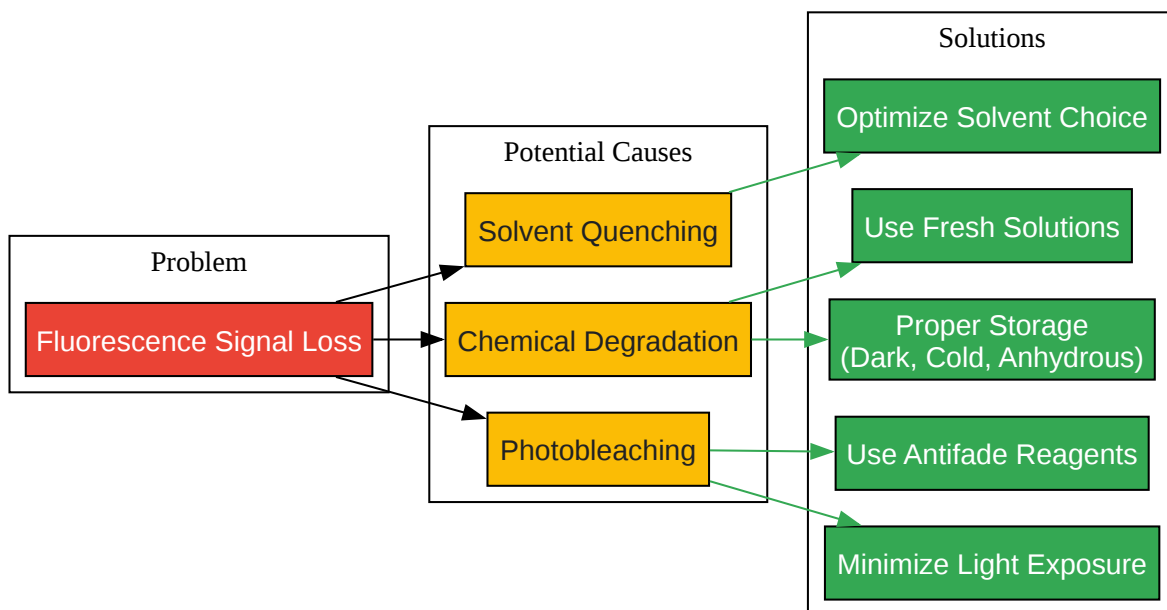 Problem
Fluorescence Signal Loss
Potential Causes
Solvent Quenching
Chemical Degradation
Photobleaching
Solutions
Optimize Solvent Choice
Use Fresh Solutions
Proper Storage
(Dark, Cold, Anhydrous)
Use Antifade Reagents
Minimize Light Exposure